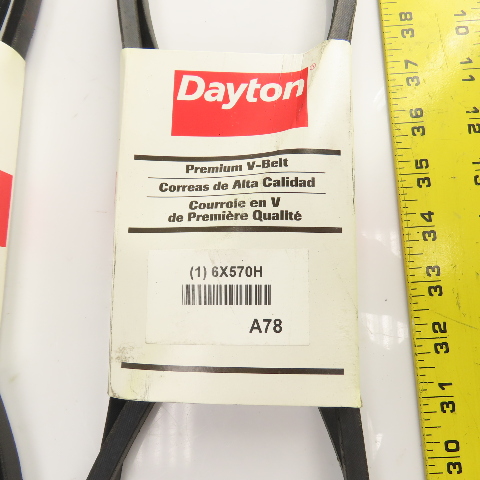 Dayton®
Premium V-Belt
Correas de Alta Calidad
Courroie en V
de Première Qualité
(1) 6X570H
A78
38
37
36
35
34
33
32
31
30